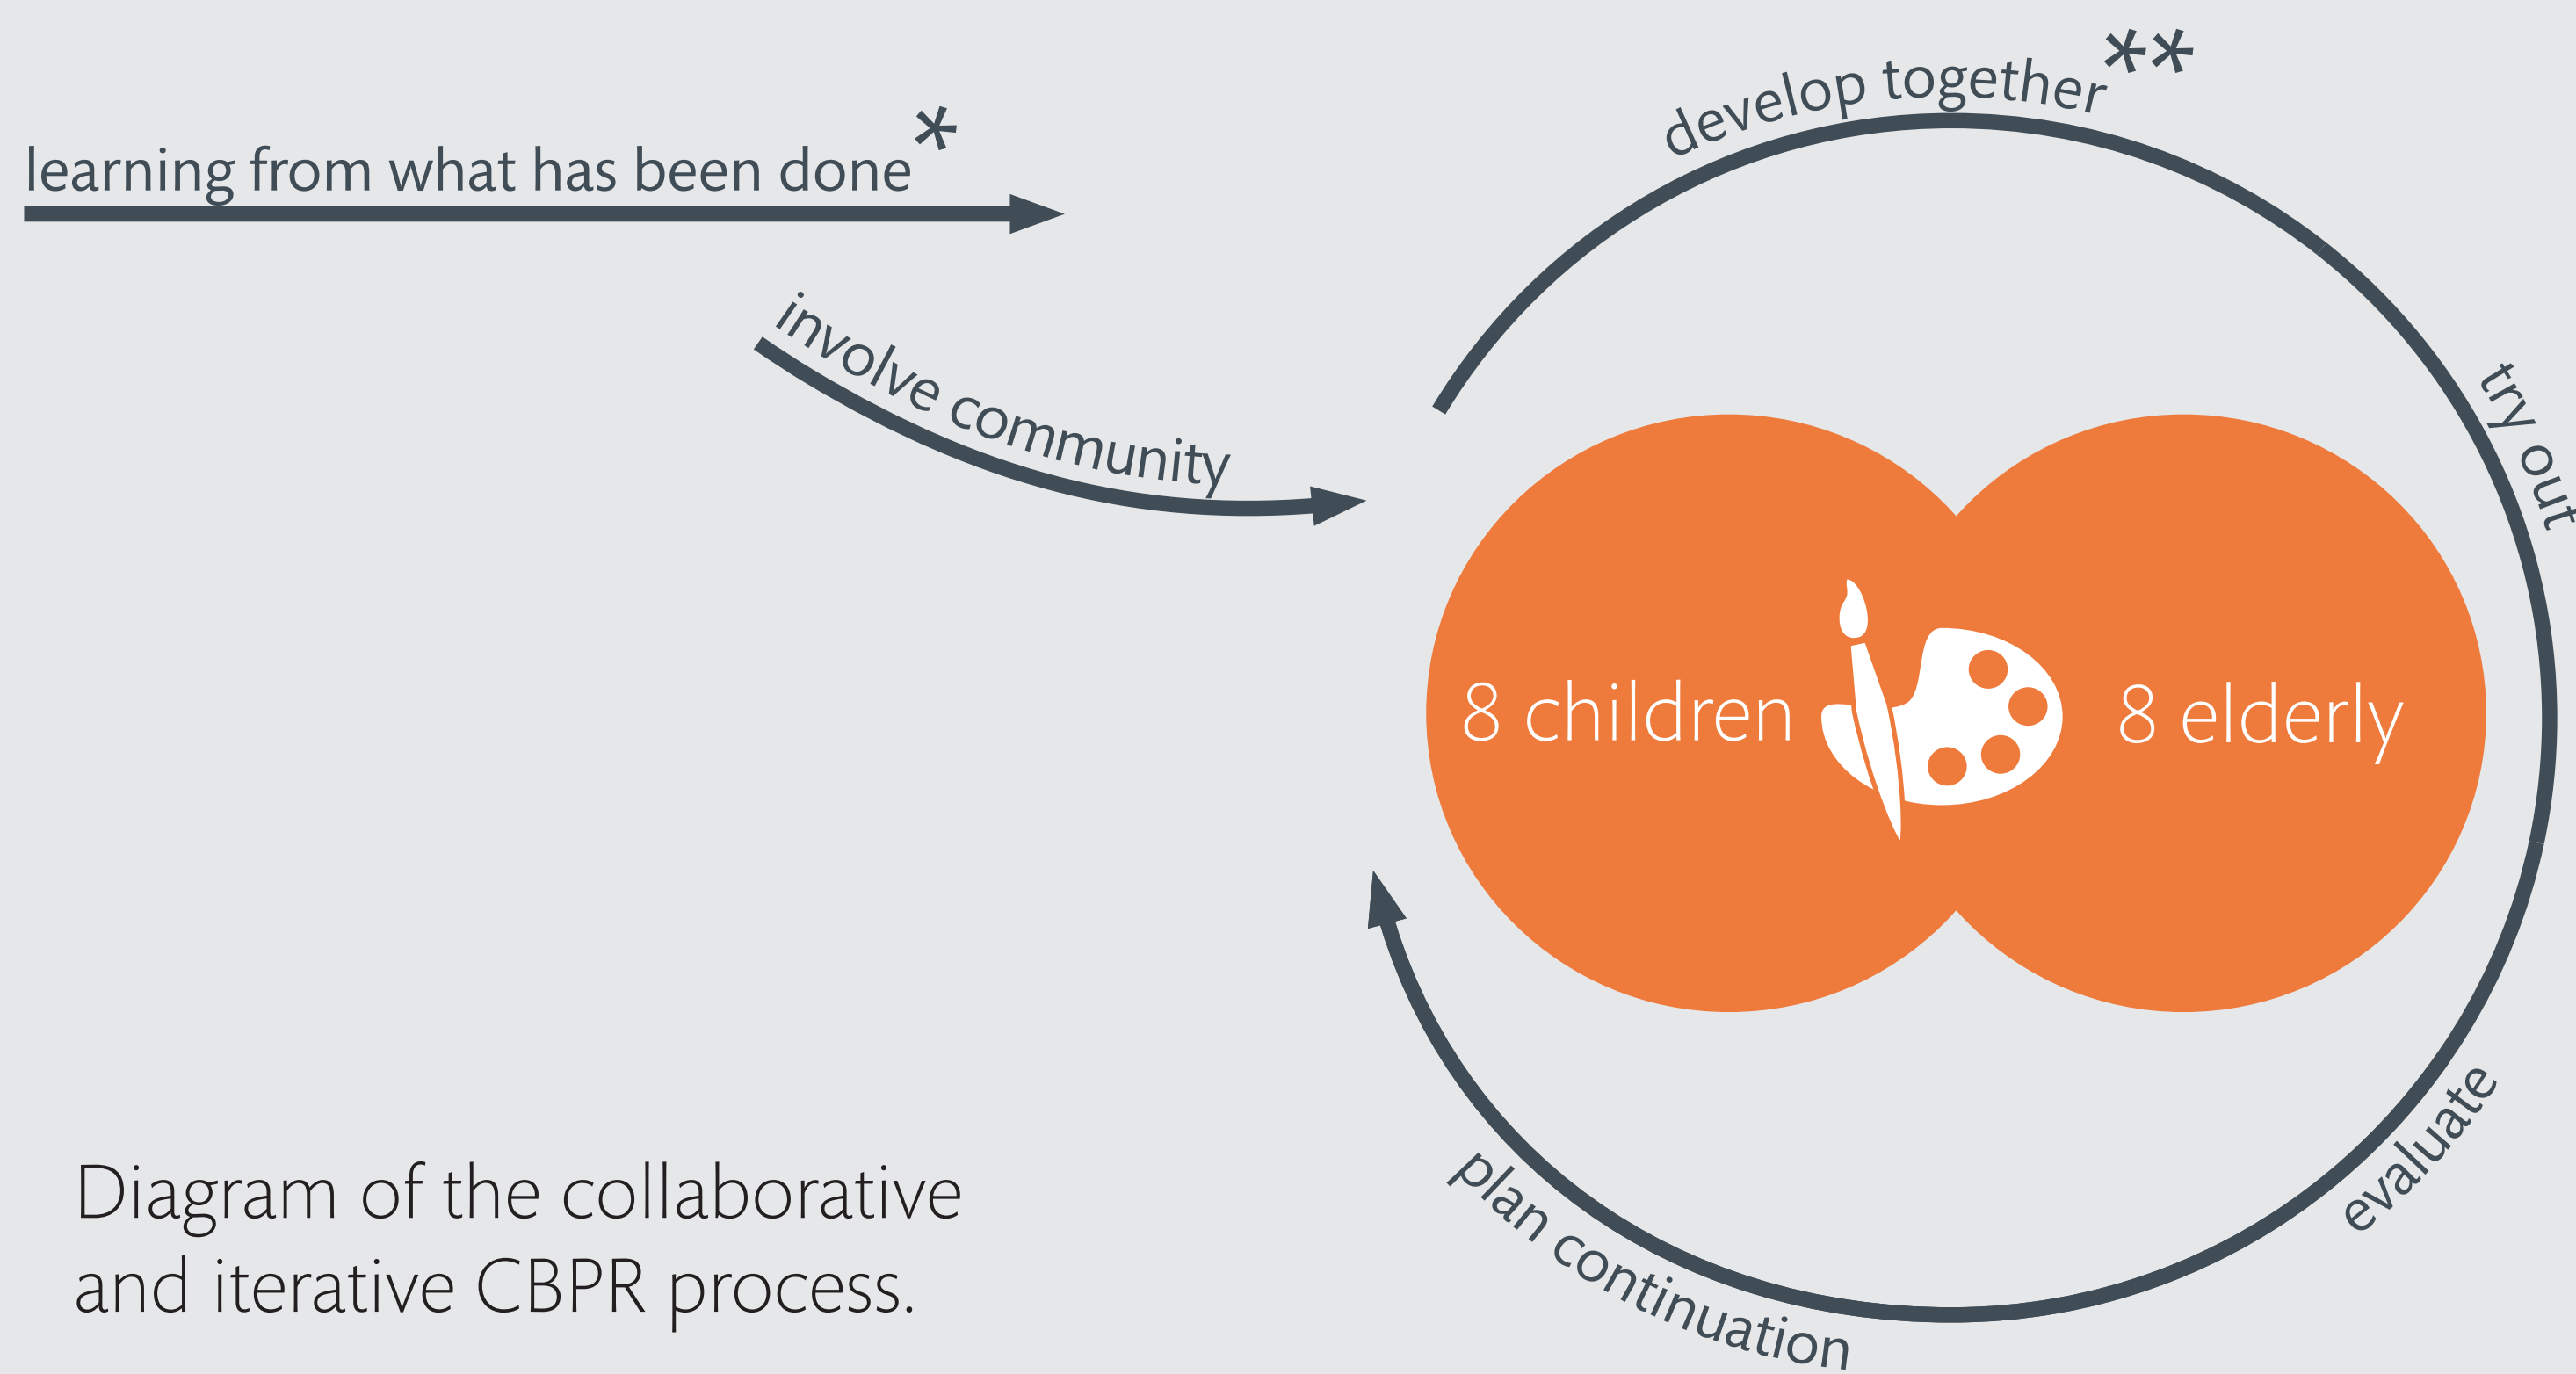 learning from what has been done*
involve community
develop together**
try out
8 children
8 elderly
evaluate
plan continuation
Diagram of the collaborative
and iterative CBPR process.